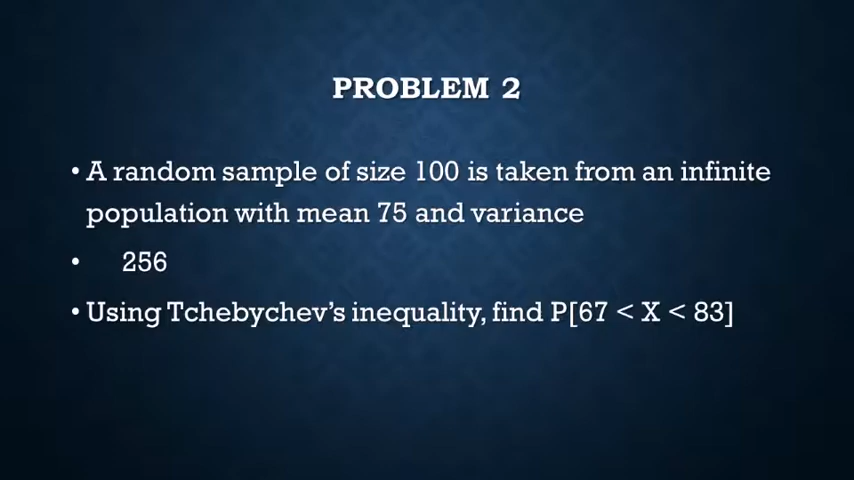 PROBLEM 2
• A random sample of size 100 is taken from an infinite
population with mean 75 and variance
• 256
• Using Tchebychev’s inequality, find P[67 < X < 83]